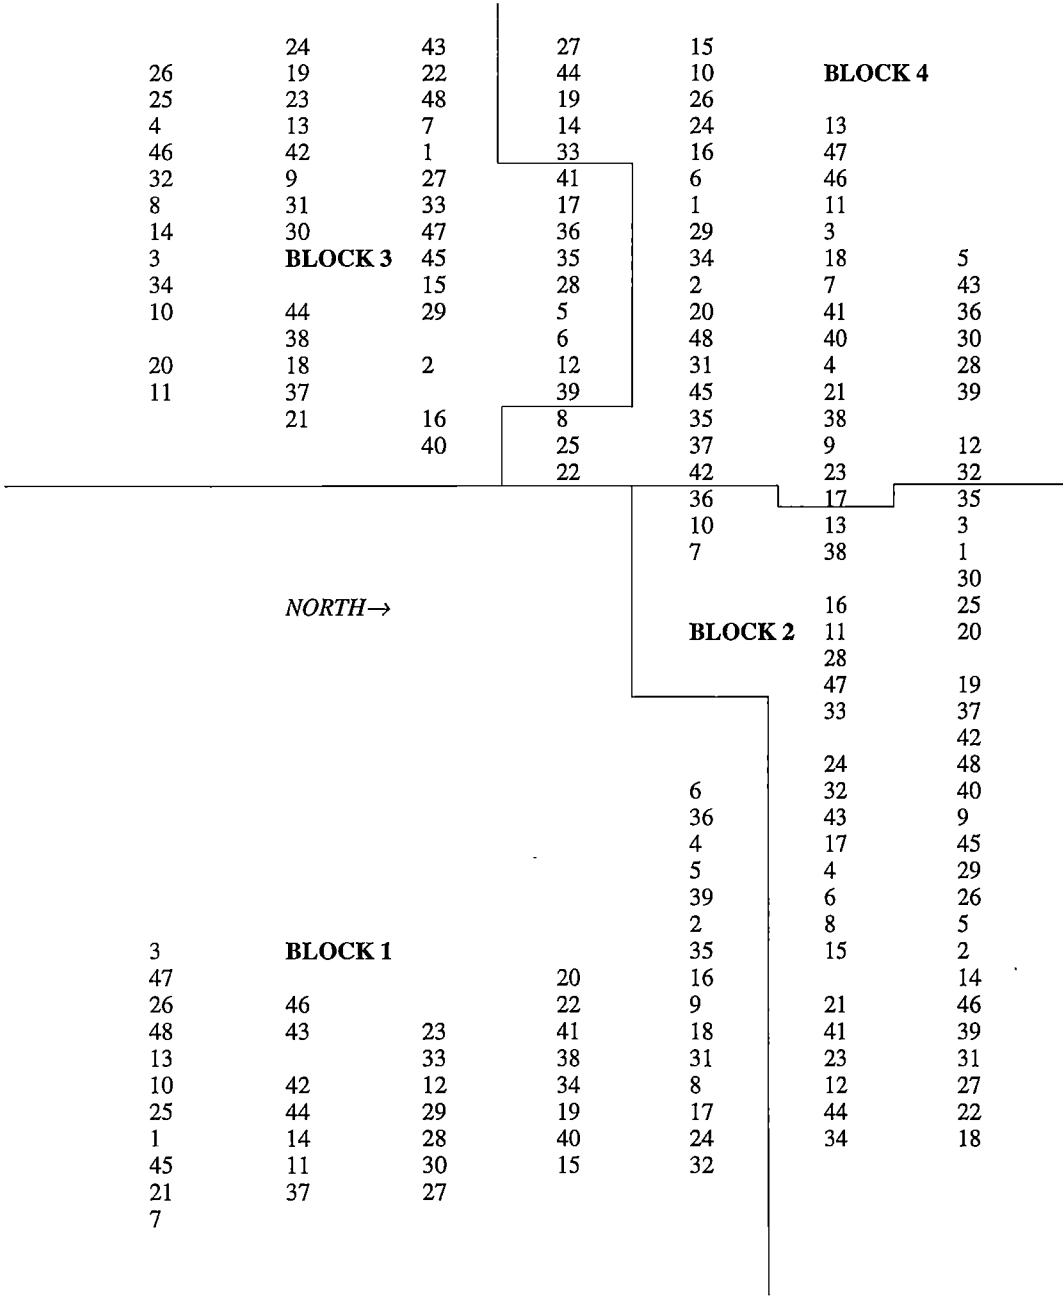 24 43 27 15
26 19 22 44 10 BLOCK 4
25 23 48 19 26
4 13 7 14 24 13
46 42 1 33 16 47
32 9 27 41 6 46
8 31 33 17 1 11
14 30 47 36 29 3
3 BLOCK 3 45 35 34 18 5
34 15 28 2 7 43
10 44 29 5 20 41 36
38 6 48 40 30
20 18 2 12 31 4 28
11 37 39 45 21 39
21 16 8 35 38
40 25 37 9 12
22 42 23 32
36 17 35
10 13 3
7 38 1
30
NORTH→ 16 25
BLOCK 2 11 20
28
47 19
33 37
42
24 48
6 32 40
36 43 9
4 17 45
5 4 29
39 6 26
2 8 5
3 BLOCK 1 35 15 2
47 20 16 14
26 46 22 9 21 46
48 43 23 41 18 41 39
13 33 38 31 23 31
10 42 12 34 8 12 27
25 44 29 19 17 44 22
1 14 28 40 24 34 18
45 11 30 15 32
21 37 27
7